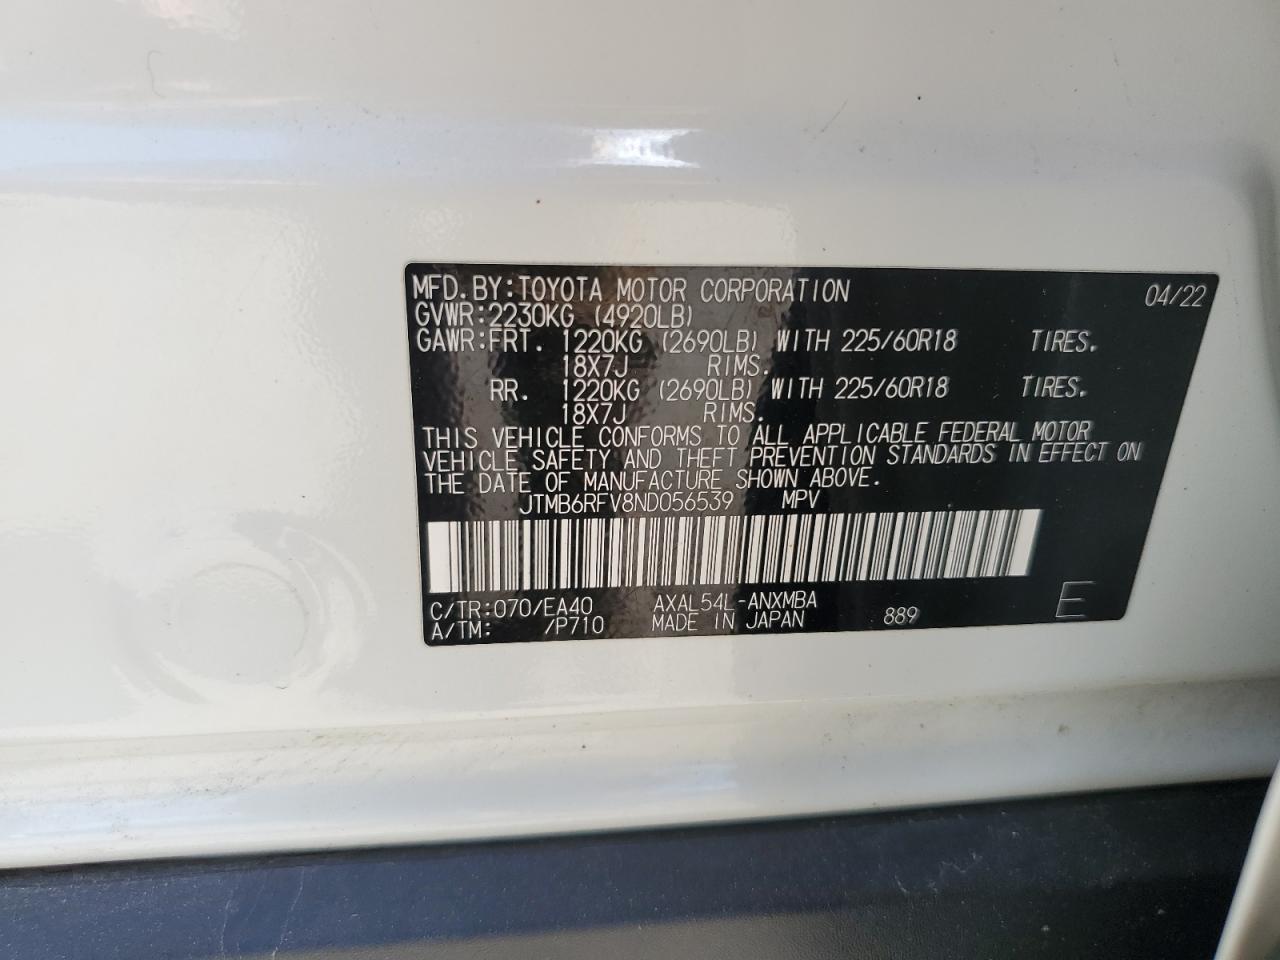 MFD.BY:TOYOTA MOTOR CORPORATION 04/22
GVWR:2230KG (4920LB)
GAWR:FRT. 1220KG (2690LB) WITH 225/60R18 TIRES.
18X7J RIMS.
RR. 1220KG (2690LB) WITH 225/60R18 TIRES.
18X7J RIMS.
THIS VEHICLE CONFORMS TO ALL APPLICABLE FEDERAL MOTOR
VEHICLE SAFETY AND THEFT PREVENTION STANDARDS IN EFFECT ON
THE DATE OF MANUFACTURE SHOWN ABOVE.
JTMB6RFV8ND056539 MPV
C/TR:070/EA40 AXAL54L-ANXMBA
A/TM: /P710 MADE IN JAPAN 889 E